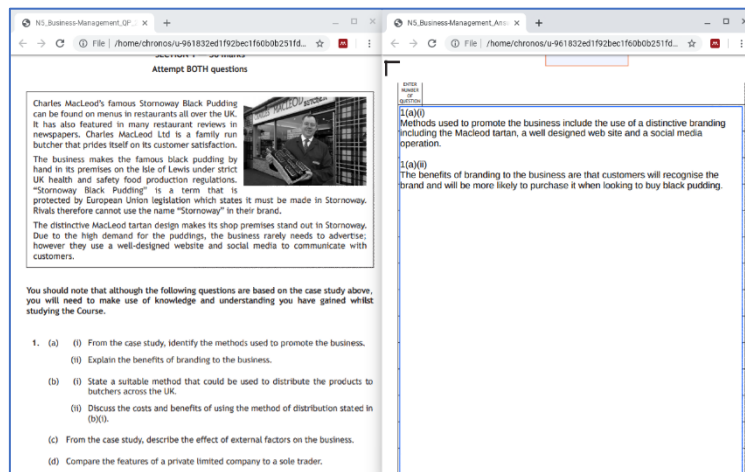 N5_Business-Management_QP_
File | /home/chronos/u-961832ed1f92bec1f60b0b251fd...
Attempt BOTH questions
Charles MacLeod's famous Stornoway Black Pudding
can be found on menus in restaurants all over the UK.
It has also featured in many restaurant reviews in
newspapers. Charles MacLeod Ltd is a family run
butcher that prides itself on its customer satisfaction.
The business makes the famous black pudding by
hand in its premises on the Isle of Lewis under strict
UK health and safety food production regulations.
"Stornoway Black Pudding" is a term that is
protected by European Union legislation which states it must be made in Stornoway.
Rivals therefore cannot use the name "Stornoway" in their brand.
The distinctive MacLeod tartan design makes its shop premises stand out in Stornoway.
Due to the high demand for the puddings, the business rarely needs to advertise;
however they use a well-designed website and social media to communicate with
customers.
You should note that although the following questions are based on the case study above,
you will need to make use of knowledge and understanding you have gained whilst
studying the Course.
1. (a) (i) From the case study, identify the methods used to promote the business.
(ii) Explain the benefits of branding to the business.
(b) (i) State a suitable method that could be used to distribute the products to
butchers across the UK.
(ii) Discuss the costs and benefits of using the method of distribution stated in
(b)(i).
(c) From the case study, describe the effect of external factors on the business.
(d) Compare the features of a private limited company to a sole trader.
N5_Business-Management_Ans
File | /home/chronos/u-961832ed1f92bec1f60b0b251fd...
ENTER
NUMBER
OF
QUESTION
1(a)(i)
Methods used to promote the business include the use of a distinctive branding
including the Macleod tartan, a well designed web site and a social media
operation.
1(a)(ii)
The benefits of branding to the business are that customers will recognise the
brand and will be more likely to purchase it when looking to buy black pudding.